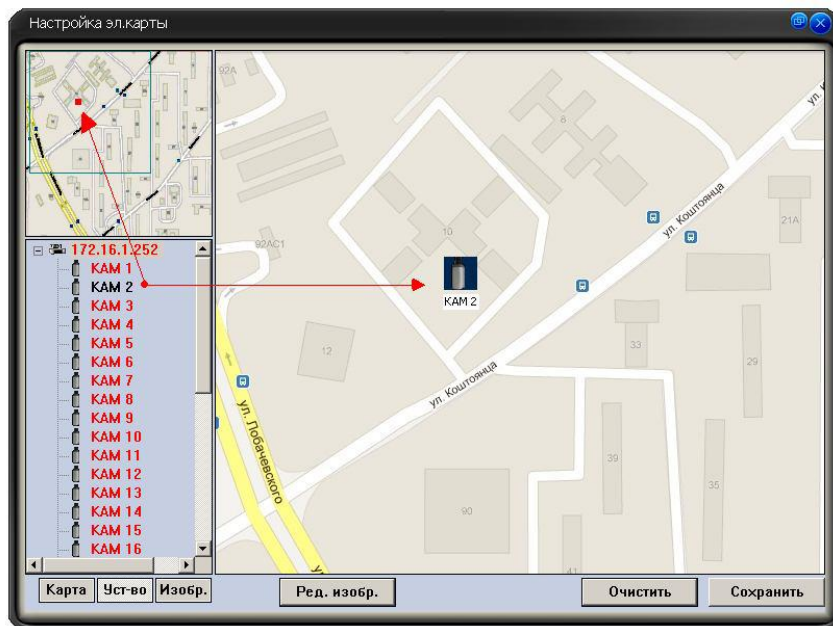 Настройка эл.карты
172.16.1.252
КАМ 1
КАМ 2
КАМ 3
КАМ 4
КАМ 5
КАМ 6
КАМ 7
КАМ 8
КАМ 9
КАМ 10
КАМ 11
КАМ 12
КАМ 13
КАМ 14
КАМ 15
КАМ 16
Карта
Уст-во
Изобр.
92А
8
ул. Коштоянца
21А
10
92АС1
КАМ 2
12
33
29
ул. Коштоянца
ул. Лобачевского
39
35
90
41
Ред. изобр.
Очистить
Сохранить